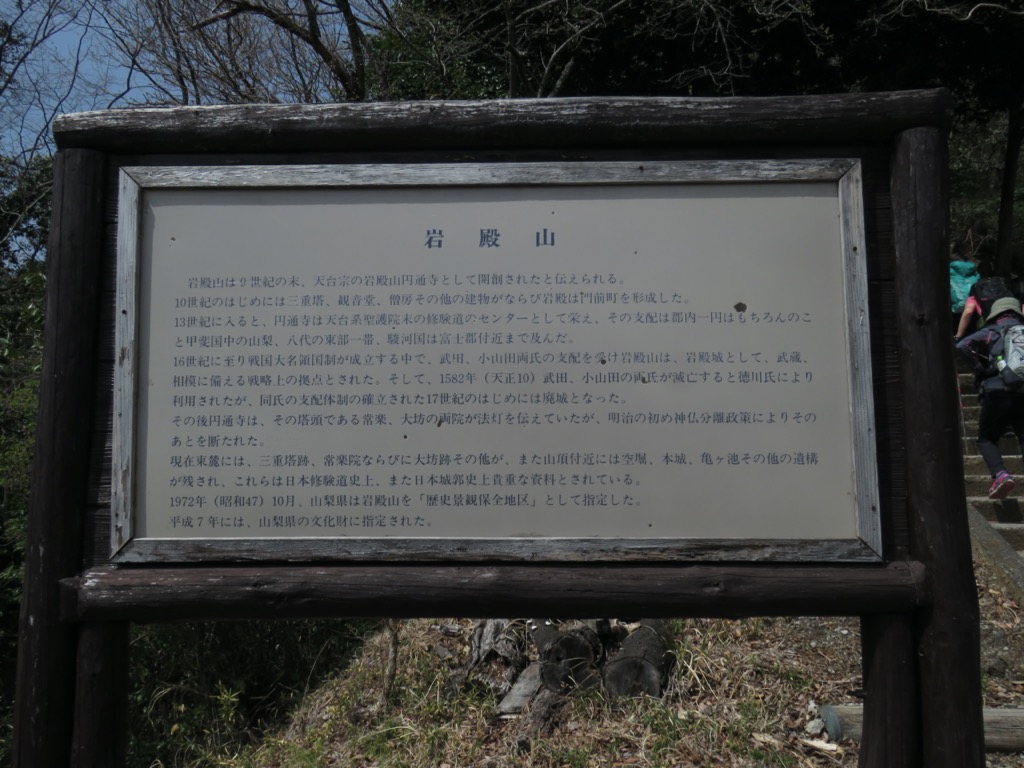 岩殿山
岩殿山は9世紀の末、天台宗の岩殿山円通寺として開創されたと伝えられる。
10世紀のはじめには三重塔、観音堂、僧房その他の建物がならび岩殿は門前町を形成した。
13世紀に入ると、円通寺は天台系聖護院末の修験道のセンターとして栄え、その支配は郡内一円はもちろんのこ
と甲斐国中の山梨、八代の東部一帯、駿河国は富士郡付近まで及んだ。
16世紀に至り戦国大名領国制が成立する中で、武田、小山田両氏の支配を受け岩殿山は、岩殿城として、武蔵、
相模に備える戦略上の拠点とされた。そして、1582年（天正10）武田、小山田の両氏が滅亡すると徳川氏により
利用されたが、同氏の支配体制の確立された17世紀のはじめには廃城となった。
その後円通寺は、その塔頭である常楽、大坊の両院が法灯を伝えていたが、明治の初め神仏分離政策によりその
あとを断たれた。
現在東麓には、三重塔跡、常楽院ならびに大坊跡その他が、また山頂付近には空堀、本城、亀ヶ池その他の遺構
が残され、これらは日本修験道史上、また日本城郭史上貴重な資料とされている。
1972年（昭和47）10月、山梨県は岩殿山を「歴史景観保全地区」として指定した。
平成７年には、山梨県の文化財に指定された。